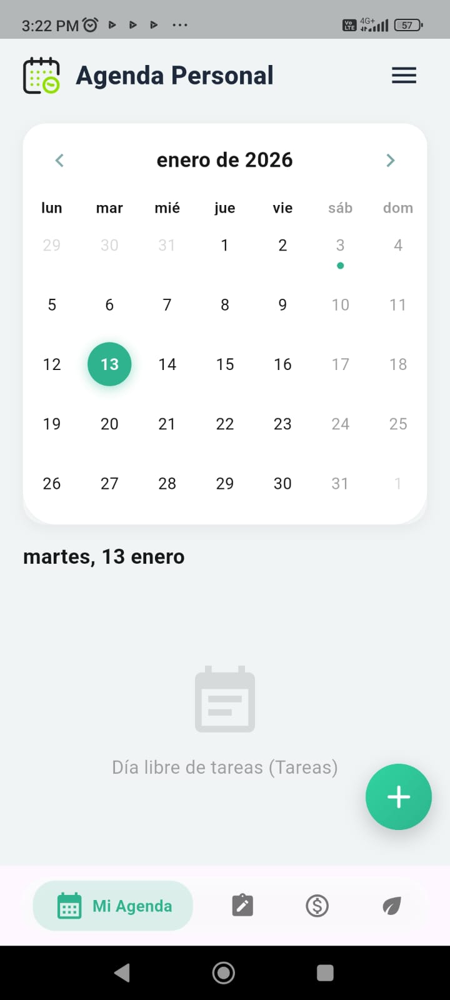 3:22 PM ... Vo LTE 4G+ 57
Agenda Personal
enero de 2026
lun mar mié jue vie sáb dom
29 30 31 1 2 3 4
5 6 7 8 9 10 11
12 13 14 15 16 17 18
19 20 21 22 23 24 25
26 27 28 29 30 31 1
martes, 13 enero
Día libre de tareas (Tareas)
+
Mi Agenda $